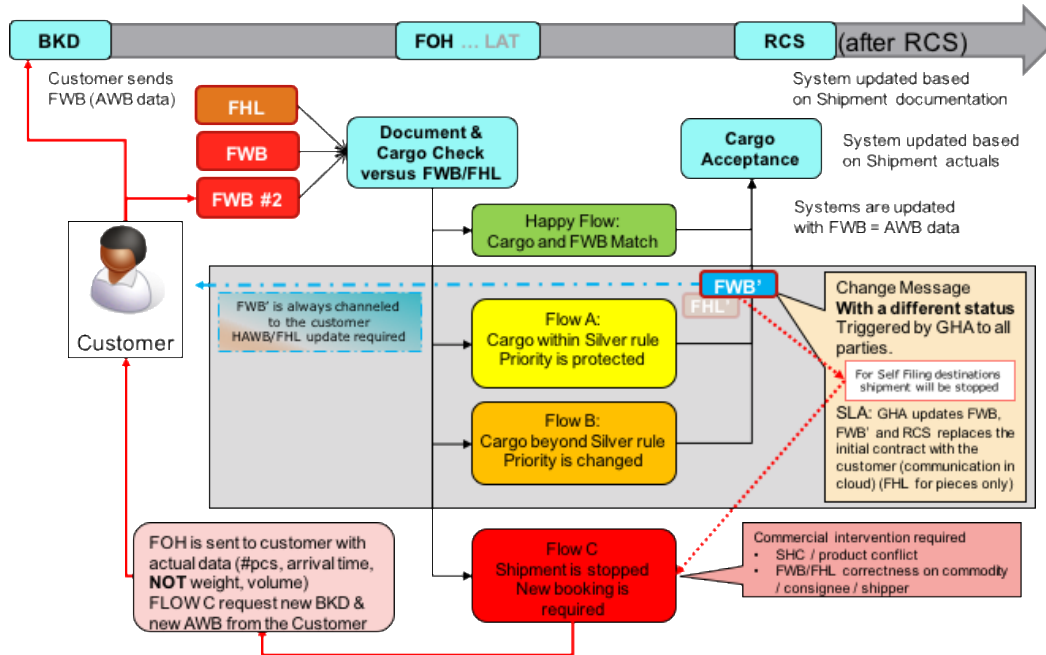 BKD
FOH ... LAT
RCS
(after RCS)
Customer sends
FWB (AWB data)
System updated based
on Shipment documentation
FHL
FWB
FWB #2
Document &
Cargo Check
versus FWB/FHL
Cargo
Acceptance
System updated based
on Shipment actuals
Happy Flow:
Cargo and FWB Match
Systems are updated
with FWB = AWB data
Customer
FWB' is always channeled
to the customer
HAWB/FHL update required
FWB'
FHL'
Change Message
With a different status
Triggered by GHA to all
parties.
For Self Filing destinations
shipment will be stopped
SLA: GHA updates FWB,
FWB' and RCS replaces the
initial contract with the
customer (communication in
cloud) (FHL for pieces only)
Flow A:
Cargo within Silver rule
Priority is protected
Flow B:
Cargo beyond Silver rule
Priority is changed
FOH is sent to customer with
actual data (#pcs, arrival time,
NOT weight, volume)
FLOW C request new BKD &
new AWB from the Customer
Flow C
Shipment is stopped
New booking is
required
Commercial intervention required
• SHC / product conflict
• FWB/FHL correctness on commodity
/ consignee / shipper